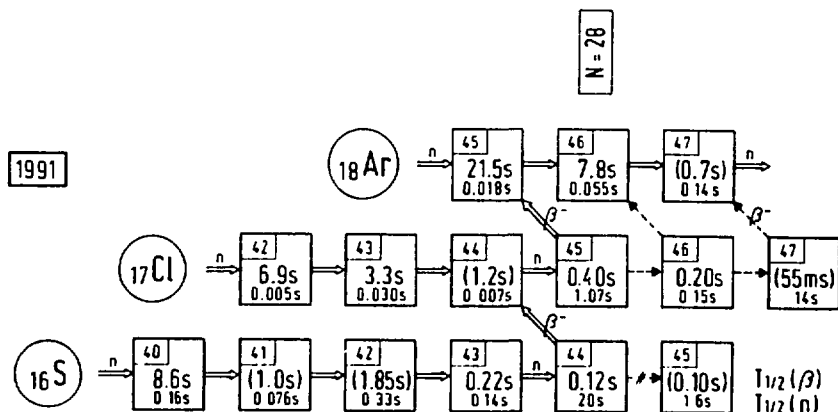 N = 28
1991
18Ar
n
45
21.5s
0.018s
46
7.8s
0.055s
47
(0.7s)
0.14s
n
β⁻
β⁻
17Cl
n
42
6.9s
0.005s
43
3.3s
0.030s
44
(1.2s)
0.007s
n
45
0.40s
1.07s
46
0.20s
0.15s
47
(55ms)
14s
β⁻
16S
n
40
8.6s
0.16s
41
(1.0s)
0.076s
42
(1.85s)
0.33s
43
0.22s
0.14s
n
44
0.12s
20s
45
(0.10s)
1.6s
T1/2(β)
T1/2(n)